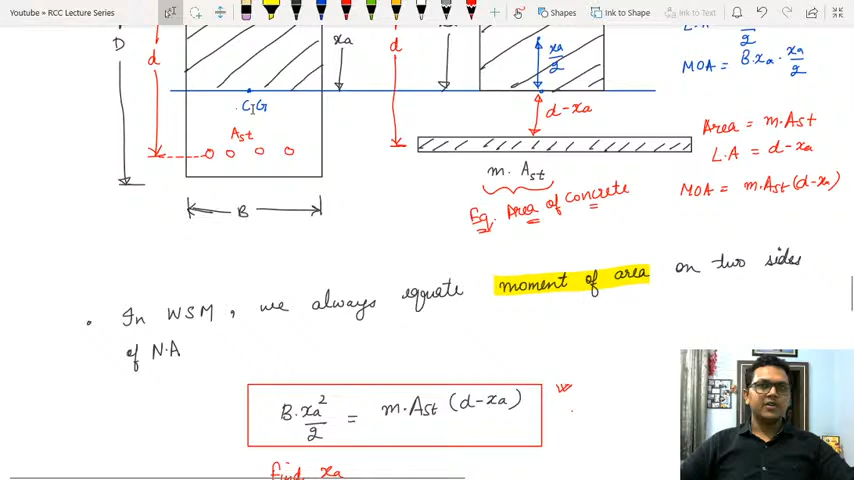 Youtube » RCC Lecture Series
Shapes
Ink to Shape
Ink to Text
D
d
xa
C.G
Ast
B
d
xa/2
d-xa
m. Ast
Eq. Area of concrete
L.A =
2
MOA = B.xa . xa/2
Area = m.Ast
L.A = d-xa
MOA = m.Ast (d-xa)
. In WSM, we always equate moment of area on two sides
of N.A
B.xa²/2 = m.Ast (d-xa)
find xa